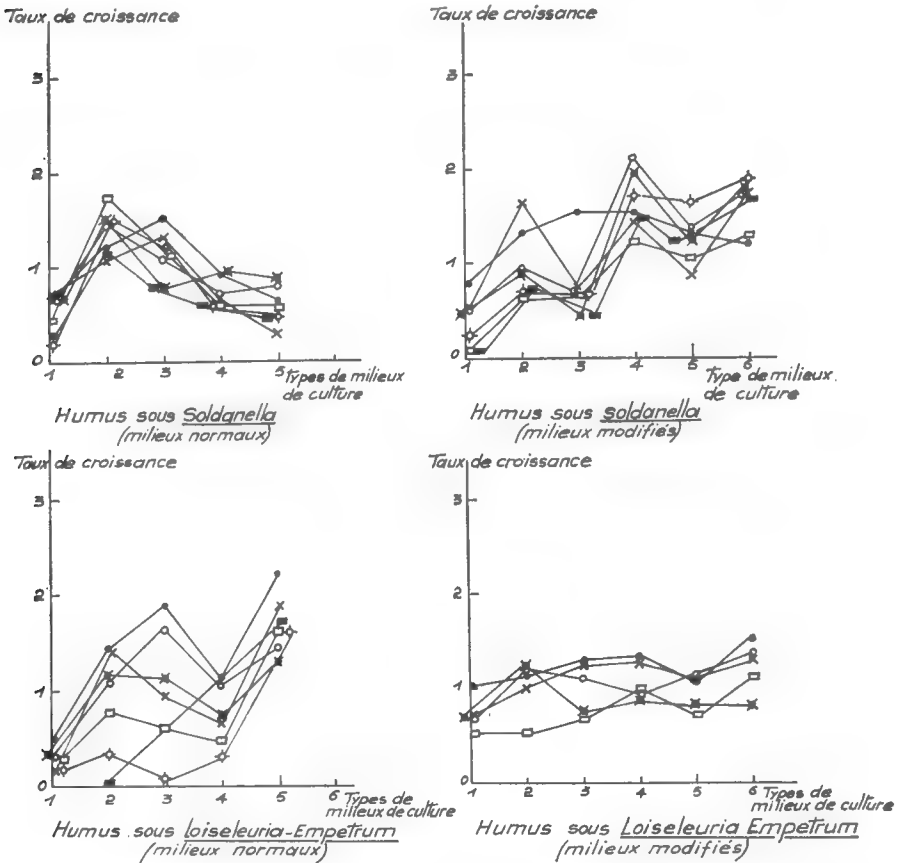 Taux de croissance
3
2
1
0
1 2 3 4 5
Types de milieux
de culture
Humus sous Soldanella
(milieux normaux)
Taux de croissance
3
2
1
0
1 2 3 4 5 6
Type de milieux.
de culture
Humus sous Soldanella
(milieux modifiés)
Taux de croissance
3
2
1
0
1 2 3 4 5 6
Types de
milieux de culture
Humus sous Loiseleuria-Empetrum
(milieux normaux)
Taux de croissance
3
2
1
0
1 2 3 4 5 6
Types de
milieux de culture
Humus sous Loiseleuria Empetrum
(milieux modifiés)